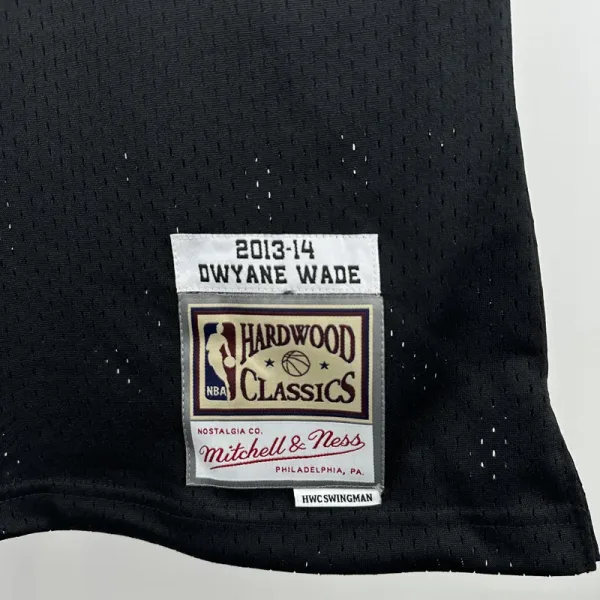 2013-14
DWYANE WADE
HARDWOOD
NBA
CLASSICS
NOSTALGIA CO.
Mitchell & Ness
PHILADELPHIA, PA.
HWCSWINGMAN